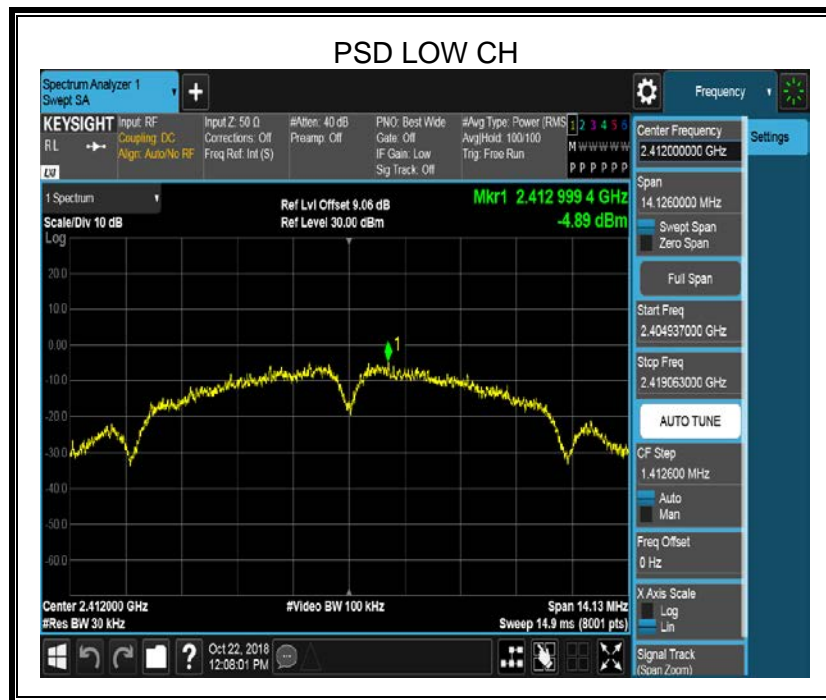 PSD LOW CH
Spectrum Analyzer 1
Swept SA
+
Frequency
KEYSIGHT
RL
LXI
Input: RF
Coupling: DC
Align: Auto/No RF
Input Z: 50 Ω
Corrections: Off
Freq Ref: Int (S)
#Atten: 40 dB
Preamp: Off
PNO: Best Wide
Gate: Off
IF Gain: Low
Sig Track: Off
#Avg Type: Power (RMS
Avg|Hold: 100/100
Trig: Free Run
1 2 3 4 5 6
M W W W W W
P P P P P P
Center Frequency
2.412000000 GHz
Settings
1 Spectrum
Scale/Div 10 dB
Ref Lvl Offset 9.06 dB
Ref Level 30.00 dBm
Mkr1 2.412 999 4 GHz
-4.89 dBm
Log
20.0
10.0
0.00
-10.0
-20.0
-30.0
-40.0
-50.0
-60.0
1
Span
14.1260000 MHz
Swept Span
Zero Span
Full Span
Start Freq
2.404937000 GHz
Stop Freq
2.419063000 GHz
AUTO TUNE
CF Step
1.412600 MHz
Auto
Man
Freq Offset
0 Hz
X Axis Scale
Log
Lin
Signal Track
(Span Zoom)
Center 2.412000 GHz
#Res BW 30 kHz
#Video BW 100 kHz
Span 14.13 MHz
Sweep 14.9 ms (8001 pts)
?
Oct 22, 2018
12:08:01 PM